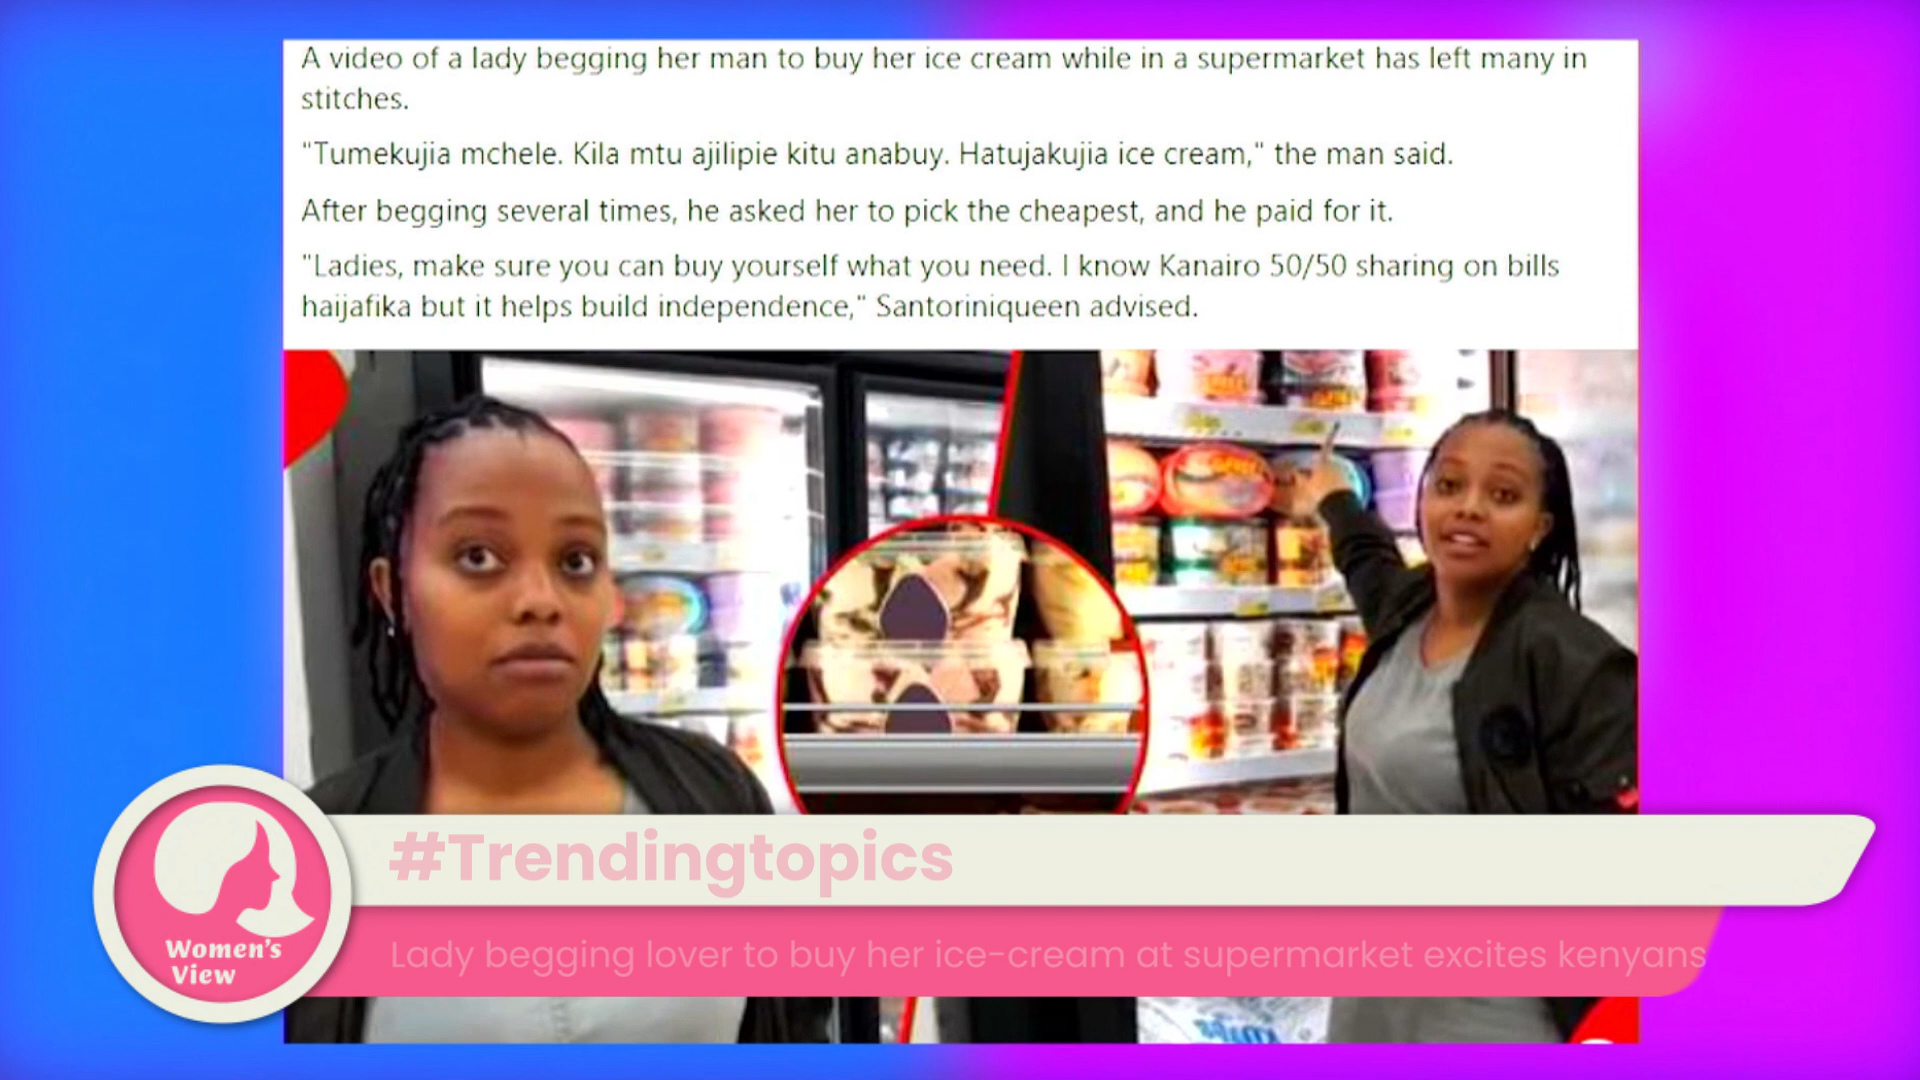 A video of a lady begging her man to buy her ice cream while in a supermarket has left many in
stitches.
"Tumekujia mchele. Kila mtu ajilipie kitu anabuy. Hatujakujia ice cream," the man said.
After begging several times, he asked her to pick the cheapest, and he paid for it.
"Ladies, make sure you can buy yourself what you need. I know Kanairo 50/50 sharing on bills
haijafika but it helps build independence," Santoriniqueen advised.
#Trendingtopics
Lady begging lover to buy her ice-cream at supermarket excites kenyans
Women's
View